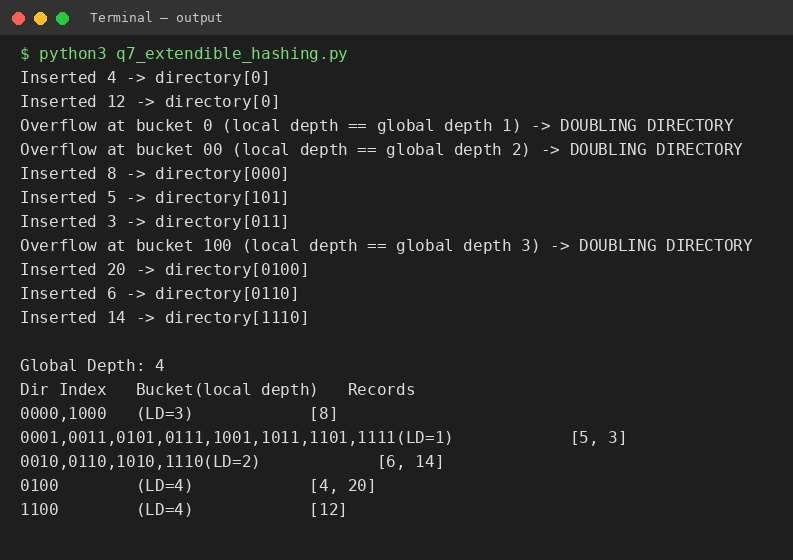 Terminal — output
$ python3 q7_extendible_hashing.py
Inserted 4 -> directory[0]
Inserted 12 -> directory[0]
Overflow at bucket 0 (local depth == global depth 1) -> DOUBLING DIRECTORY
Overflow at bucket 00 (local depth == global depth 2) -> DOUBLING DIRECTORY
Inserted 8 -> directory[000]
Inserted 5 -> directory[101]
Inserted 3 -> directory[011]
Overflow at bucket 100 (local depth == global depth 3) -> DOUBLING DIRECTORY
Inserted 20 -> directory[0100]
Inserted 6 -> directory[0110]
Inserted 14 -> directory[1110]
Global Depth: 4
Dir Index   Bucket(local depth)   Records
0000,1000   (LD=3)            [8]
0001,0011,0101,0111,1001,1011,1101,1111(LD=1)            [5, 3]
0010,0110,1010,1110(LD=2)            [6, 14]
0100        (LD=4)            [4, 20]
1100        (LD=4)            [12]